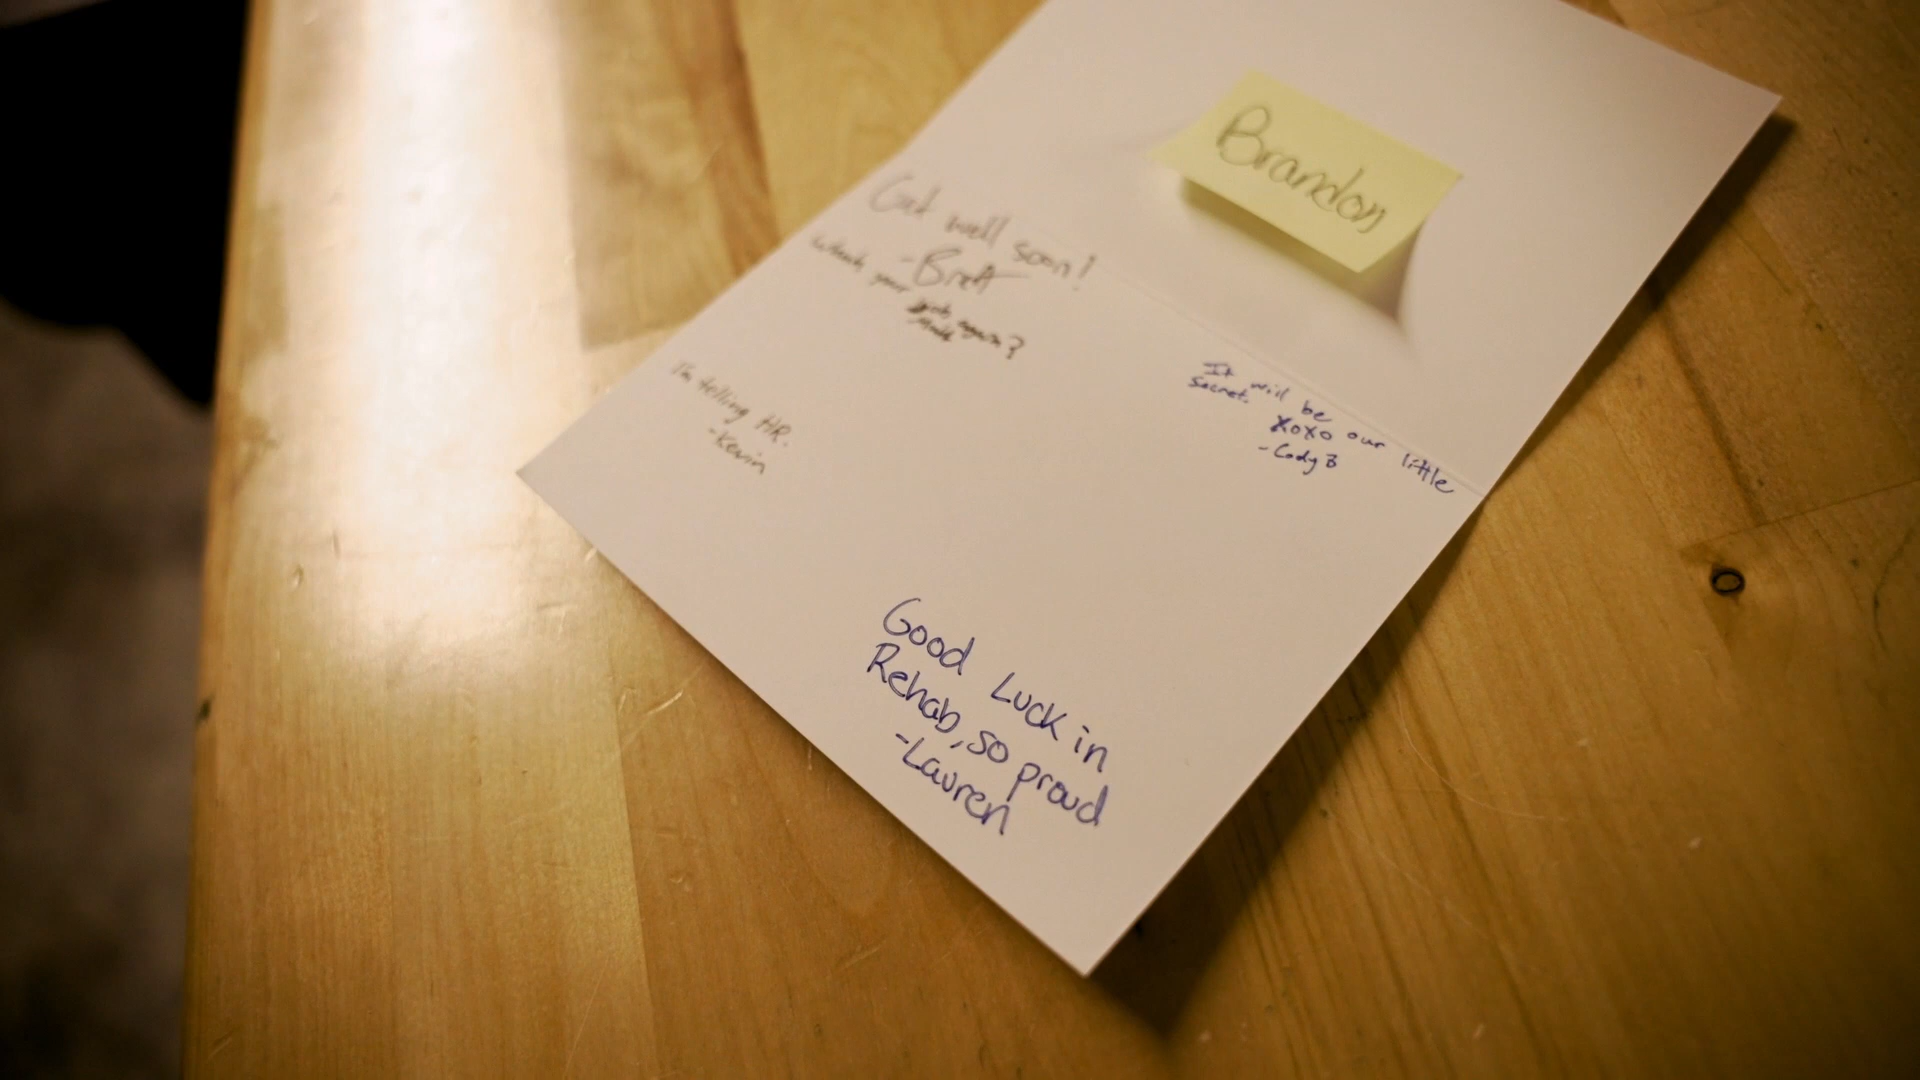 Brandon
Get well soon!
-Brett
your
again?
I'm telling HR.
-Kevin
It will be our little
secret. XOXO
-Cody B
Good Luck in
Rehab, so proud
-Lauren